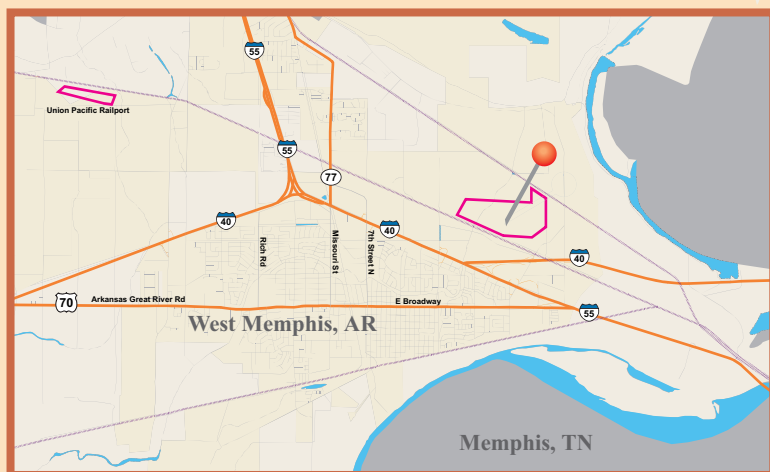 55
Union Pacific Railport
55
77
40
40
Rich Rd
Missouri St
7th Street N
40
70
Arkansas Great River Rd
E Broadway
55
West Memphis, AR
Memphis, TN